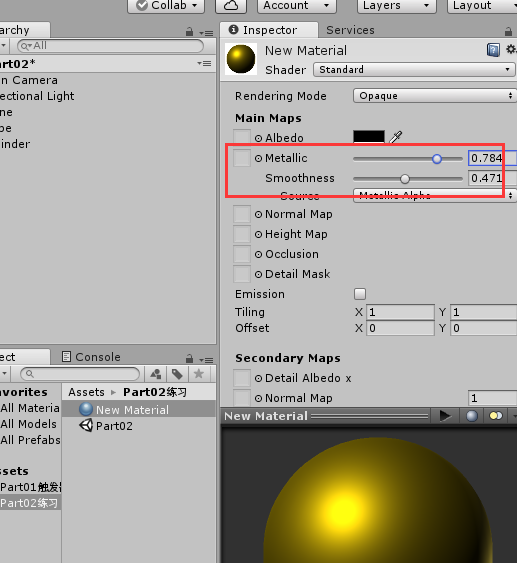 Collab Account Layers Layout
erarchy Inspector Services
All New Material
art02* Shader Standard
n Camera
ectional Light Rendering Mode Opaque
ne
be Main Maps
inder Albedo
Metallic 0.784
Smoothness 0.471
Source Metallic Alpha
Normal Map
Height Map
Occlusion
Detail Mask
Emission
Tiling X 1 Y 1
Offset X 0 Y 0
ect Console
Secondary Maps
avorites Assets Part02练习 Detail Albedo x
All Materia New Material Normal Map 1
All Models Part02 New Material
All Prefabs
ssets
Part01触发器
Part02练习